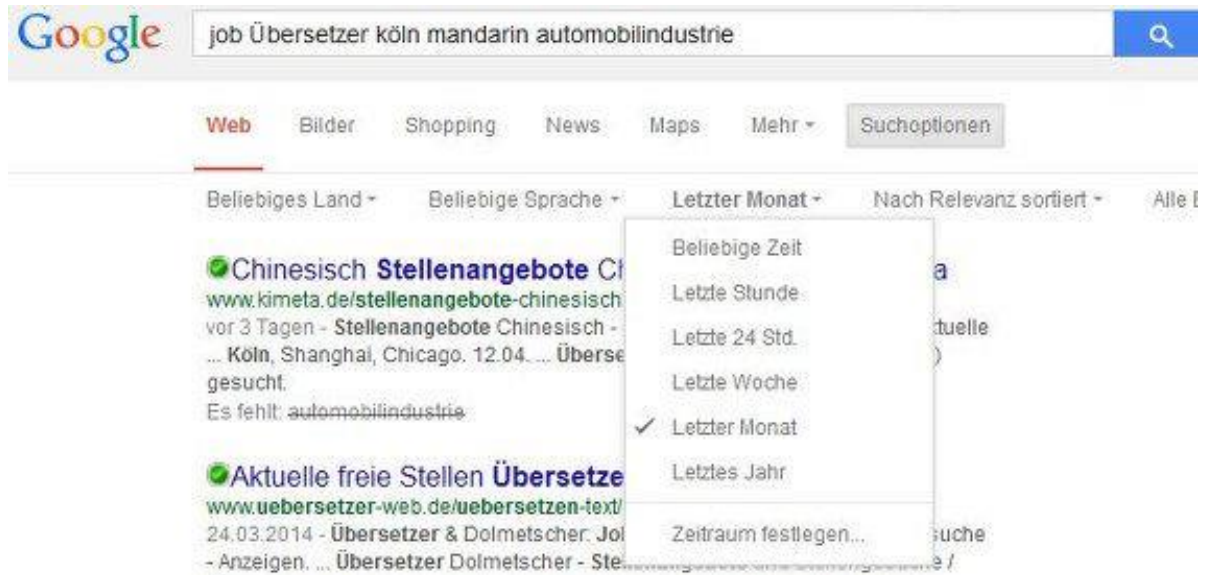 Google job Übersetzer köln mandarin automobilindustrie
Web Bilder Shopping News Maps Mehr Suchoptionen
Beliebiges Land Beliebige Sprache Letzter Monat Nach Relevanz sortiert Alle
Beliebige Zeit
Letzte Stunde
Letzte 24 Std.
Letzte Woche
Letzter Monat
Letztes Jahr
Zeitraum festlegen...
Chinesisch Stellenangebote
www.kimeta.de/stellenangebote-chinesisch
vor 3 Tagen - Stellenangebote Chinesisch -
... Köln, Shanghai, Chicago. 12.04. ...
gesucht.
Es fehlt: automobilindustrie
Aktuelle freie Stellen
www.uebersetzer-web.de/uebersetzen-text/
24.03.2014 - Übersetzer & Dolmetscher:
- Anzeigen. ... Übersetzer Dolmetscher -